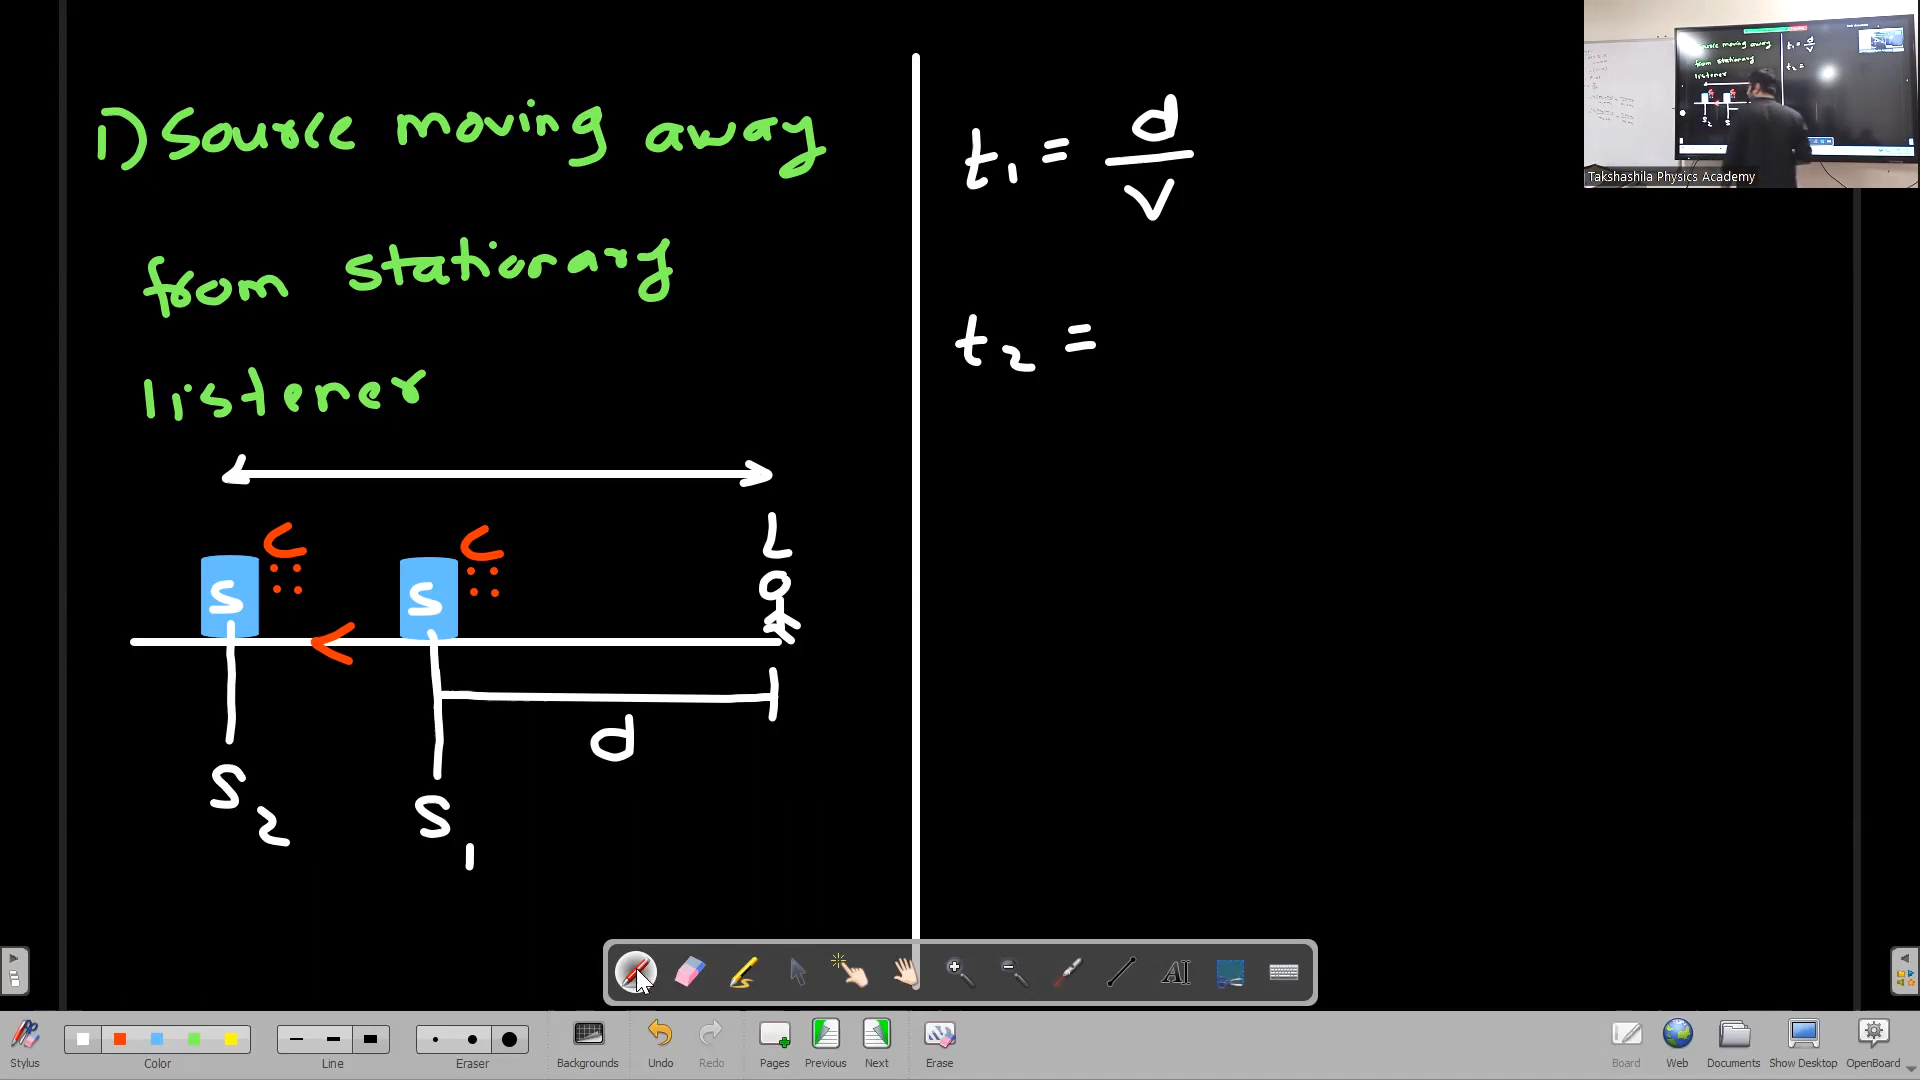 1) Source moving away
from stationary
listener
C
C
S
S
L
d
S2
S1
t1 = d/v
t2 =
Takshashila Physics Academy
Stylus
Color
Line
Eraser
Backgrounds
Undo
Redo
Pages
Previous
Next
Erase
Board
Web
Documents
Show Desktop
OpenBoard